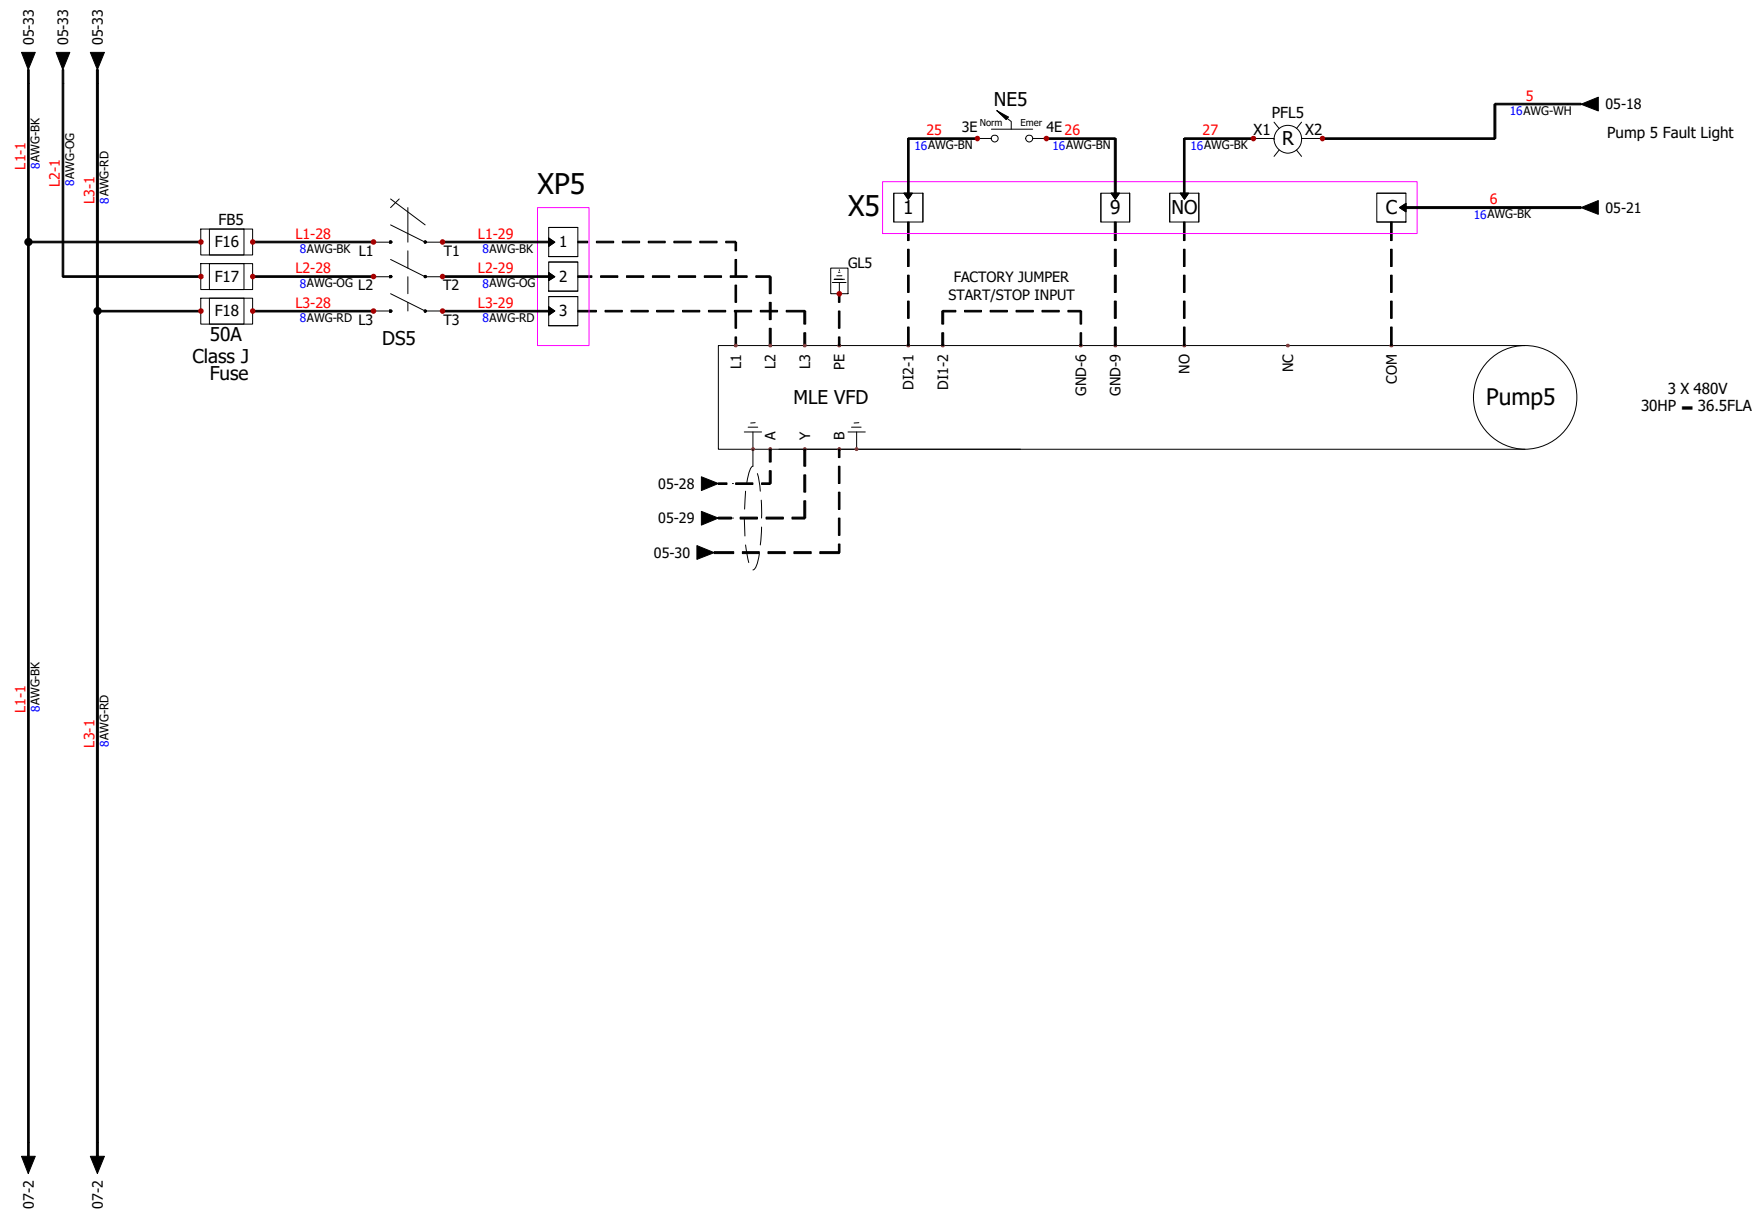 05-33
05-33
05-33
L1-1
8AWG-BK
L2-1
8AWG-OG
L3-1
8AWG-RD
FB5
F16
F17
F18
50A
Class J
Fuse
L1-28
8AWG-BK
L1
L2-28
8AWG-OG
L2
L3-28
8AWG-RD
L3
DS5
T1
T2
T3
L1-29
8AWG-BK
L2-29
8AWG-OG
L3-29
8AWG-RD
XP5
1
2
3
NE5
25
16AWG-BN
3E
Norm
Emer
4E
26
16AWG-BN
27
16AWG-BK
PFL5
X1
R
X2
5
16AWG-WH
05-18
Pump 5 Fault Light
X5
1
9
NO
C
6
16AWG-BK
05-21
GL5
FACTORY JUMPER
START/STOP INPUT
L1
L2
L3
PE
DI2-1
DI1-2
GND-6
GND-9
NO
NC
COM
MLE VFD
Pump5
3 X 480V
30HP - 36.5FLA
A
Y
B
05-28
05-29
05-30
L1-1
8AWG-BK
L3-1
8AWG-RD
07-2
07-2